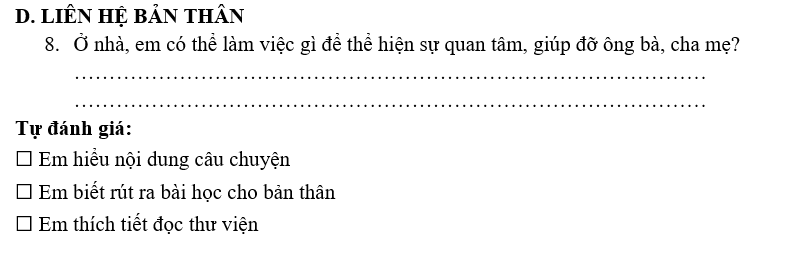 D. LIÊN HỆ BẢN THÂN
8. Ở nhà, em có thể làm việc gì để thể hiện sự quan tâm, giúp đỡ ông bà, cha mẹ?
...........................................................................................
...........................................................................................
Tự đánh giá:
☐ Em hiểu nội dung câu chuyện
☐ Em biết rút ra bài học cho bản thân
☐ Em thích tiết đọc thư viện